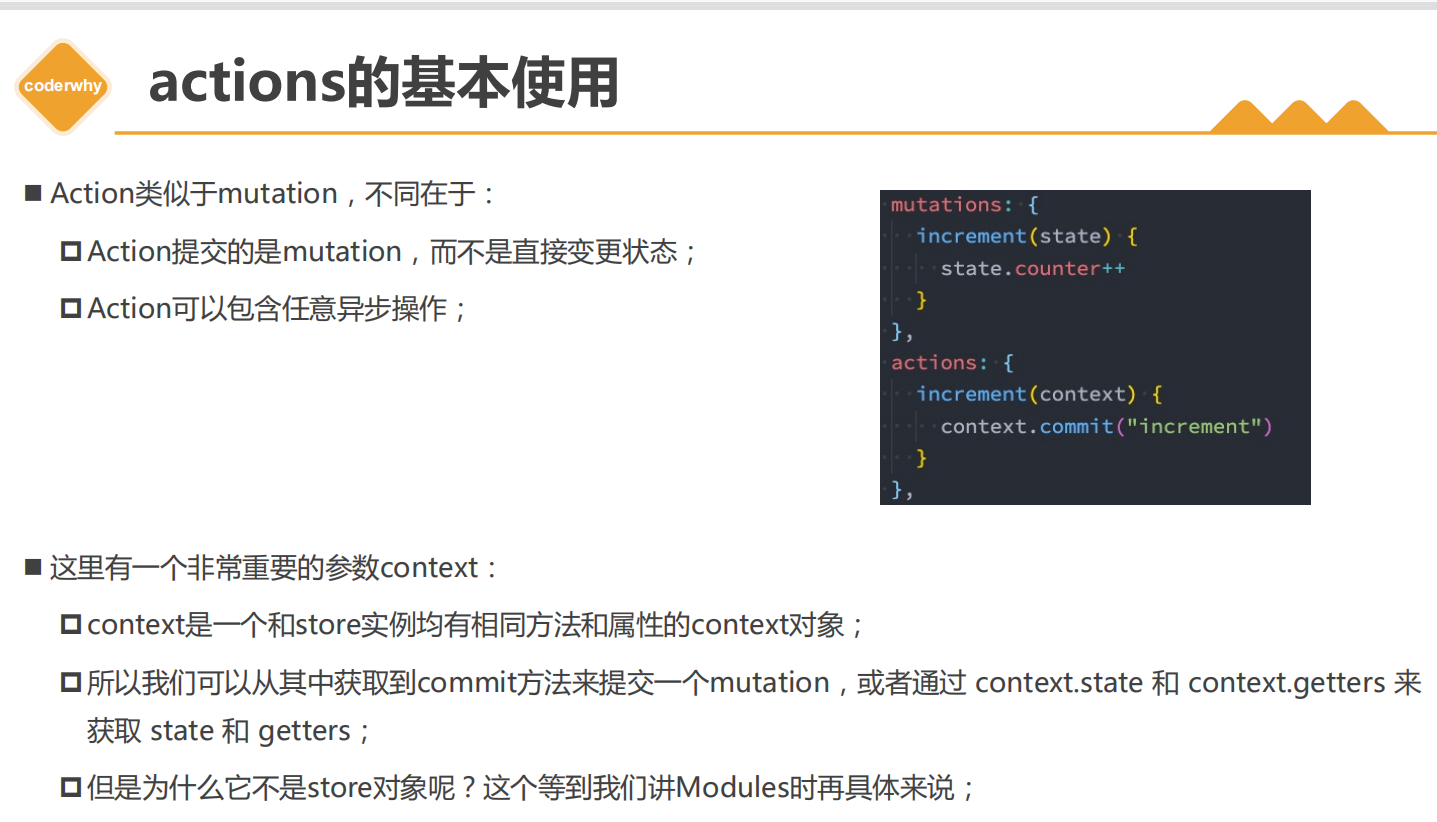 coderwhy
actions的基本使用
Action类似于mutation，不同在于：
Action提交的是mutation，而不是直接变更状态；
Action可以包含任意异步操作；
mutations: {
increment(state) {
state.counter++
}
},
actions: {
increment(context) {
context.commit("increment")
}
},
这里有一个非常重要的参数context：
context是一个和store实例均有相同方法和属性的context对象；
所以我们可以从其中获取到commit方法来提交一个mutation，或者通过 context.state 和 context.getters 来
获取 state 和 getters；
但是为什么它不是store对象呢？这个等到我们讲Modules时再具体来说；